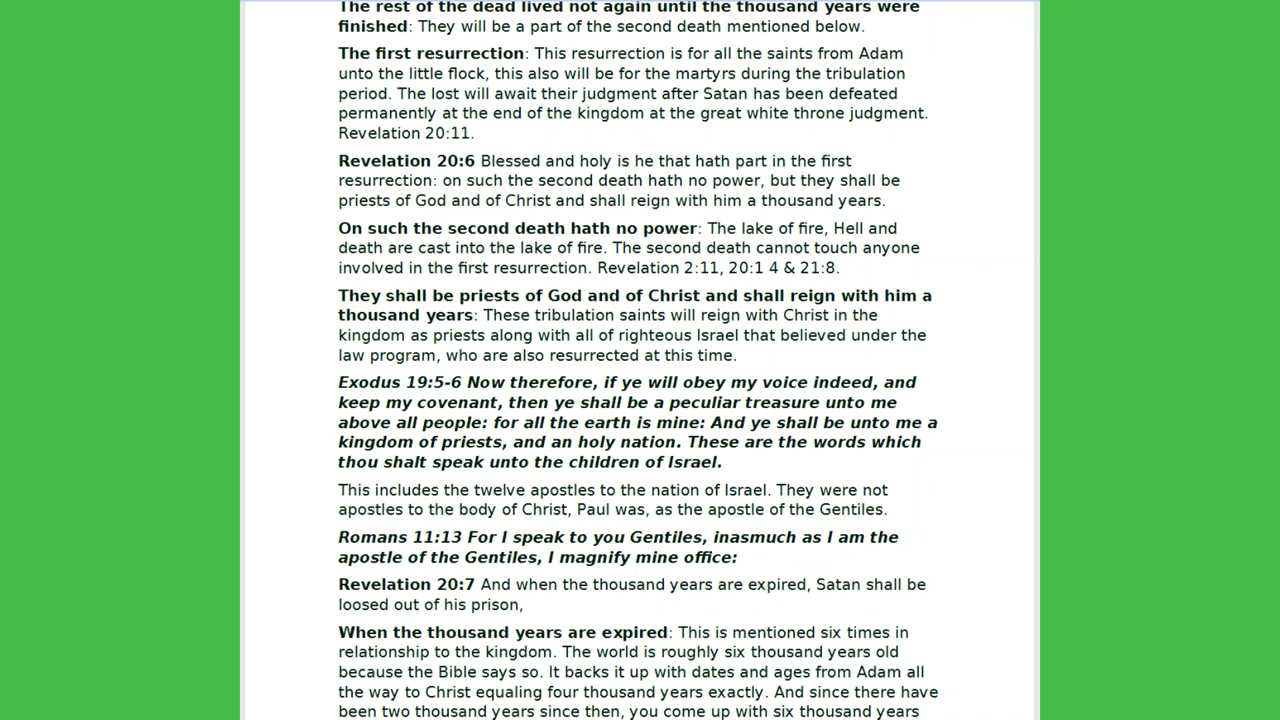 The rest of the dead lived not again until the thousand years were
finished: They will be a part of the second death mentioned below.
The first resurrection: This resurrection is for all the saints from Adam
unto the little flock, this also will be for the martyrs during the tribulation
period. The lost will await their judgment after Satan has been defeated
permanently at the end of the kingdom at the great white throne judgment.
Revelation 20:11.
Revelation 20:6 Blessed and holy is he that hath part in the first
resurrection: on such the second death hath no power, but they shall be
priests of God and of Christ and shall reign with him a thousand years.
On such the second death hath no power: The lake of fire, Hell and
death are cast into the lake of fire. The second death cannot touch anyone
involved in the first resurrection. Revelation 2:11, 20:1 4 & 21:8.
They shall be priests of God and of Christ and shall reign with him a
thousand years: These tribulation saints will reign with Christ in the
kingdom as priests along with all of righteous Israel that believed under the
law program, who are also resurrected at this time.
Exodus 19:5-6 Now therefore, if ye will obey my voice indeed, and
keep my covenant, then ye shall be a peculiar treasure unto me
above all people: for all the earth is mine: And ye shall be unto me a
kingdom of priests, and an holy nation. These are the words which
thou shalt speak unto the children of Israel.
This includes the twelve apostles to the nation of Israel. They were not
apostles to the body of Christ, Paul was, as the apostle of the Gentiles.
Romans 11:13 For I speak to you Gentiles, inasmuch as I am the
apostle of the Gentiles, I magnify mine office:
Revelation 20:7 And when the thousand years are expired, Satan shall be
loosed out of his prison,
When the thousand years are expired: This is mentioned six times in
relationship to the kingdom. The world is roughly six thousand years old
because the Bible says so. It backs it up with dates and ages from Adam all
the way to Christ equaling four thousand years exactly. And since there have
been two thousand years since then, you come up with six thousand years